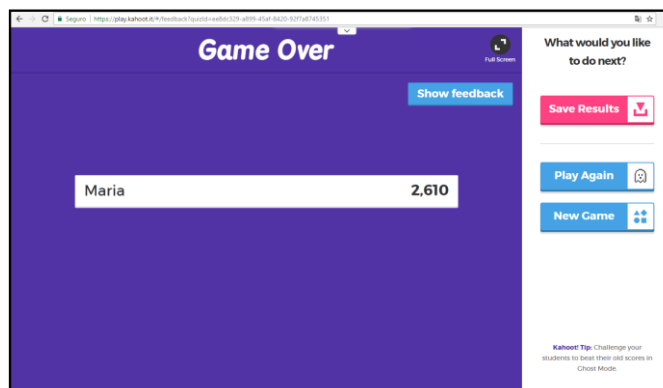 Seguro | https://play.kahoot.it/#/feedback?quizId=ee8dc329-a899-45af-8420-92f7a8745351
Game Over
Full Screen
Show feedback
Maria 2,610
What would you like
to do next?
Save Results
Play Again
New Game
Kahoot! Tip: Challenge your
students to beat their old scores in
Ghost Mode.